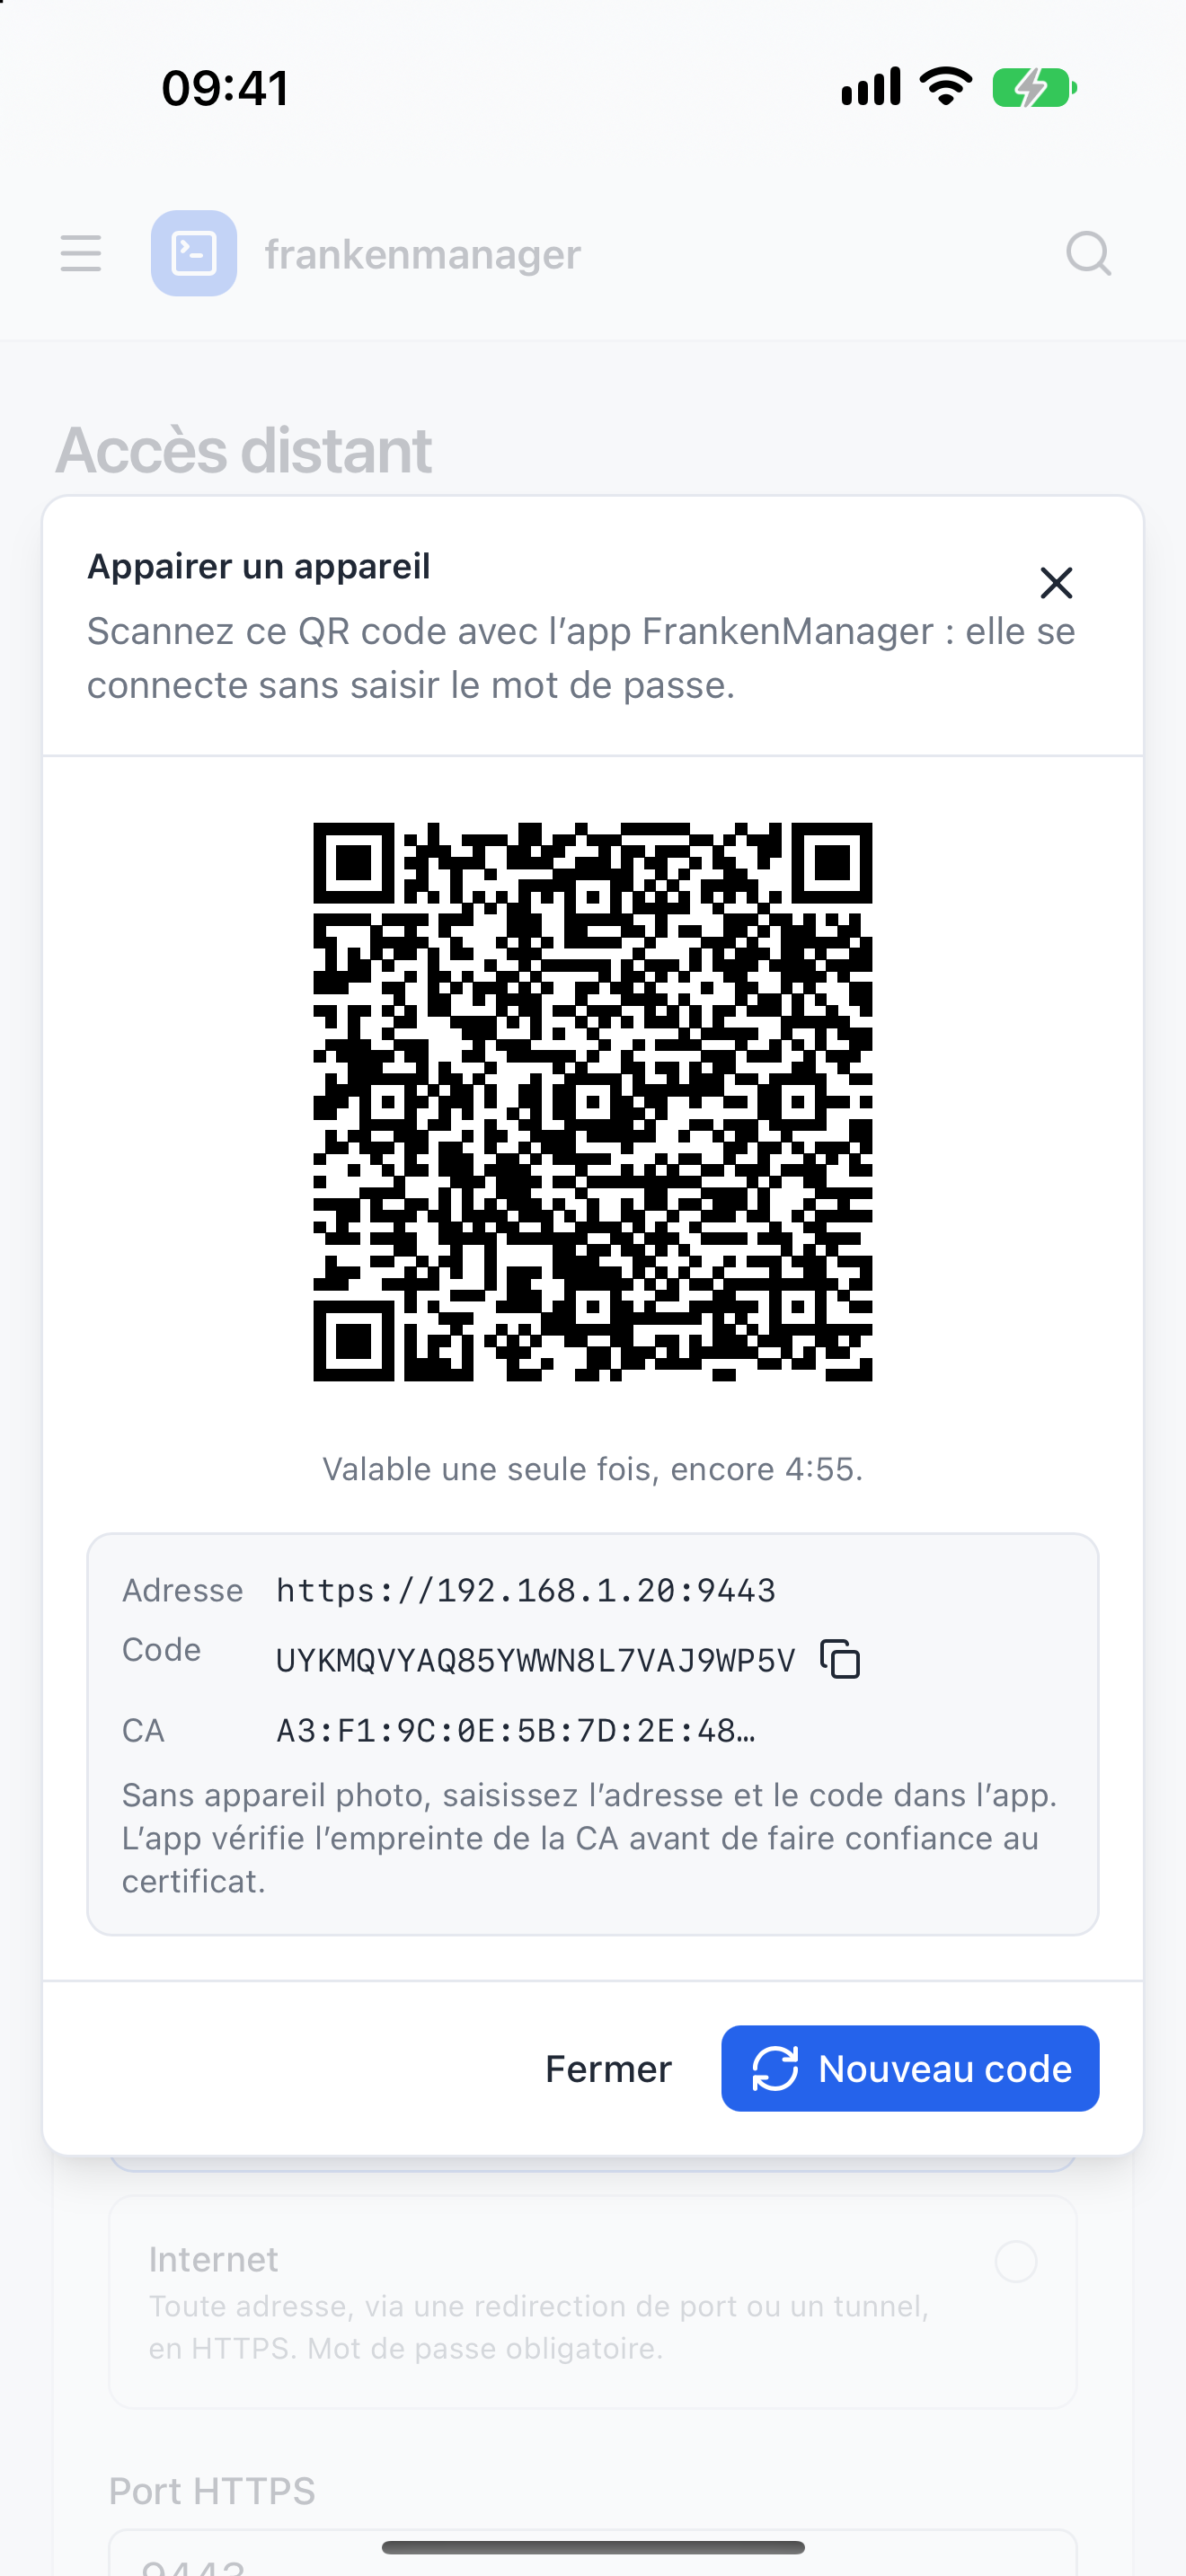 09:41
frankenmanager
Accès distant
Appairer un appareil
Scannez ce QR code avec l’app FrankenManager : elle se
connecte sans saisir le mot de passe.
Valable une seule fois, encore 4:55.
Adresse https://192.168.1.20:9443
Code UYKMQVYAQ85YWWN8L7VAJ9WP5V
CA A3:F1:9C:0E:5B:7D:2E:48…
Sans appareil photo, saisissez l’adresse et le code dans l’app.
L’app vérifie l’empreinte de la CA avant de faire confiance au
certificat.
Fermer
Nouveau code
Internet
Toute adresse, via une redirection de port ou un tunnel,
en HTTPS. Mot de passe obligatoire.
Port HTTPS
9443